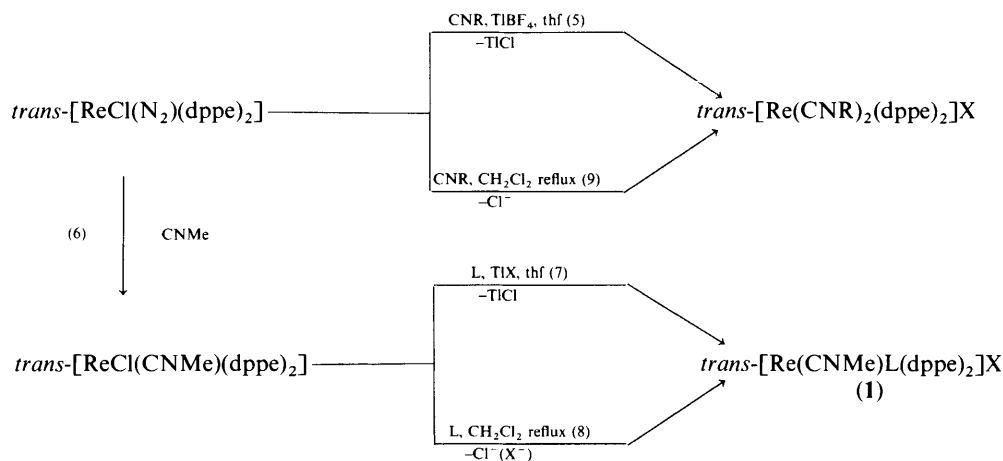 CNR, TlBF₄, thf (5)
–TlCl
trans-[ReCl(N₂)(dppe)₂]
trans-[Re(CNR)₂(dppe)₂]X
CNR, CH₂Cl₂ reflux (9)
–Cl⁻
(6) CNMe
L, TlX, thf (7)
–TlCl
trans-[ReCl(CNMe)(dppe)₂]
trans-[Re(CNMe)L(dppe)₂]X
(1)
L, CH₂Cl₂ reflux (8)
–Cl⁻(X⁻)